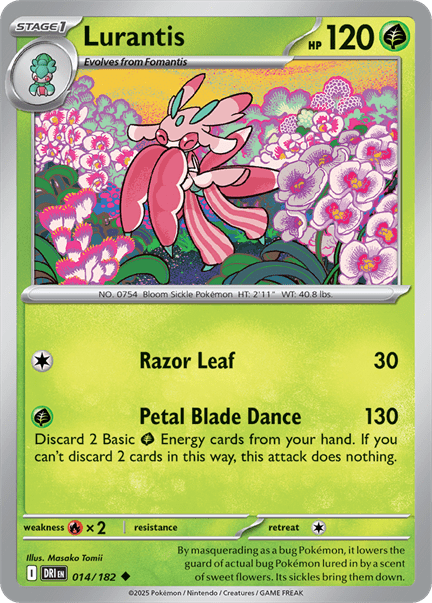 STAGE 1
Lurantis
HP 120
Evolves from Fomantis
NO. 0754 Bloom Sickle Pokémon HT: 2'11" WT: 40.8 lbs.
Razor Leaf 30
Petal Blade Dance 130
Discard 2 Basic Energy cards from your hand. If you
can't discard 2 cards in this way, this attack does nothing.
weakness ×2 resistance retreat
Illus. Masako Tomii
I DRI EN 014/182
By masquerading as a bug Pokémon, it lowers the
guard of actual bug Pokémon lured in by a scent
of sweet flowers. Its sickles bring them down.
©2025 Pokémon / Nintendo / Creatures / GAME FREAK